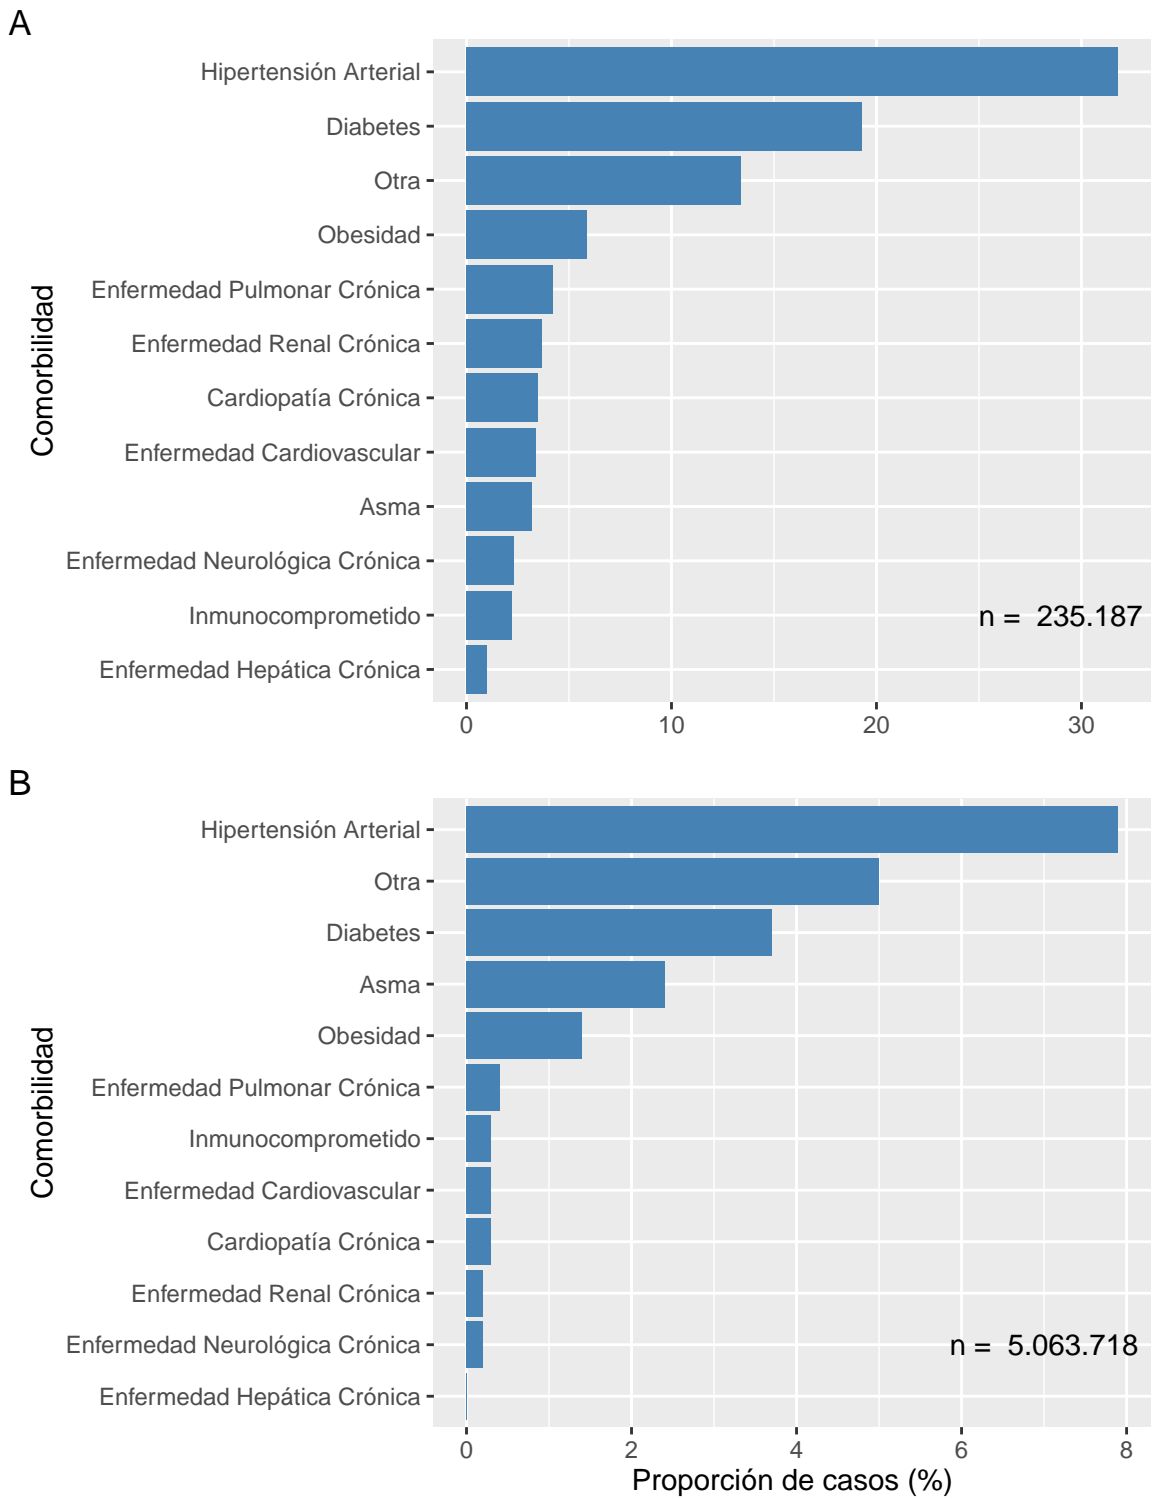 A
Hipertensión Arterial
Diabetes
Otra
Obesidad
Enfermedad Pulmonar Crónica
Enfermedad Renal Crónica
Cardiopatía Crónica
Enfermedad Cardiovascular
Asma
Enfermedad Neurológica Crónica
Inmunocomprometido
Enfermedad Hepática Crónica
Comorbilidad
n = 235.187
0 10 20 30
B
Hipertensión Arterial
Otra
Diabetes
Asma
Obesidad
Enfermedad Pulmonar Crónica
Inmunocomprometido
Enfermedad Cardiovascular
Cardiopatía Crónica
Enfermedad Renal Crónica
Enfermedad Neurológica Crónica
Enfermedad Hepática Crónica
Comorbilidad
n = 5.063.718
0 2 4 6 8
Proporción de casos (%)